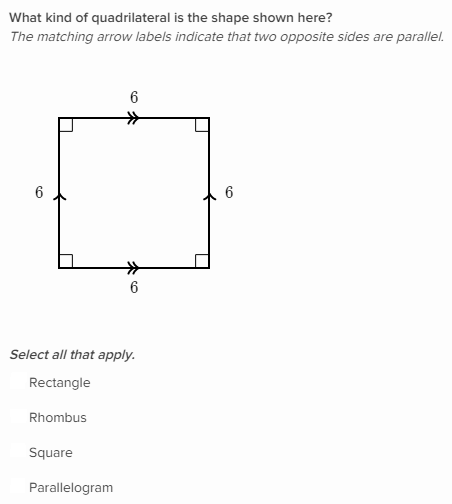 What kind of quadrilateral is the shape shown here?
The matching arrow labels indicate that two opposite sides are parallel.
6
6 6
6
Select all that apply.
Rectangle
Rhombus
Square
Parallelogram